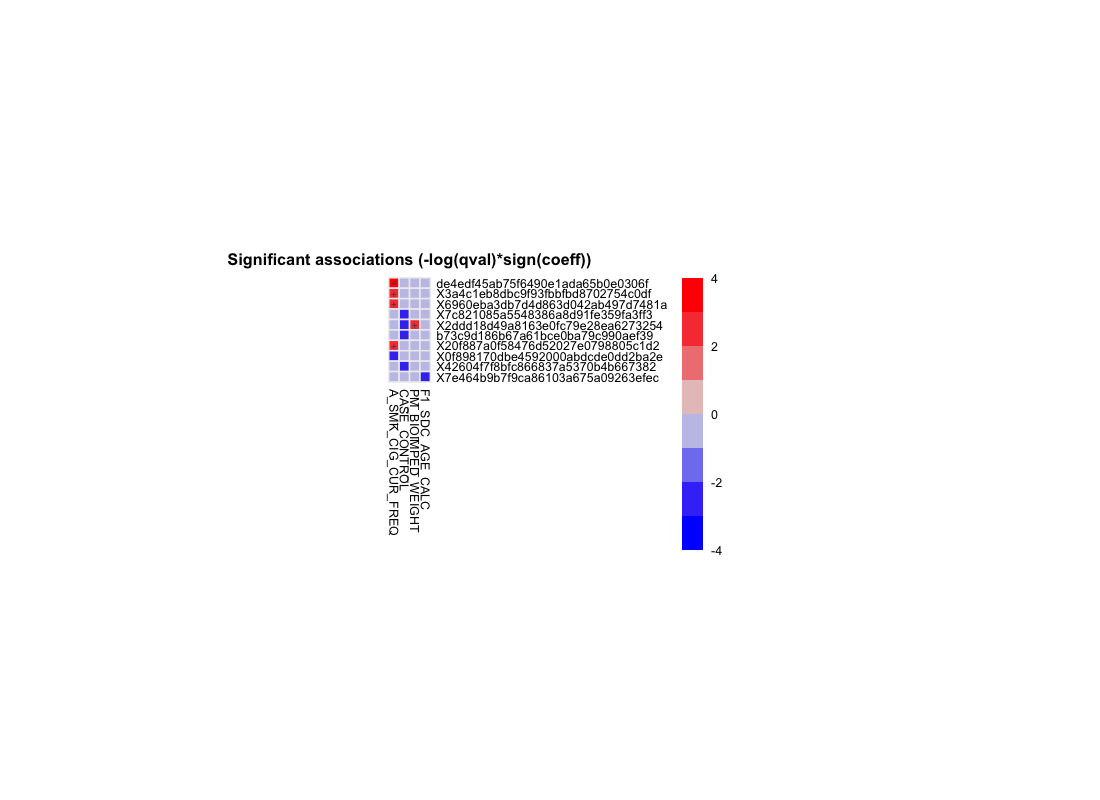 Significant associations (-log(qval)*sign(coeff))
de4edf45ab75f6490e1ada65b0e0306f
X3a4c1eb8dbc9f93fbbfbd8702754c0df
X6960eba3db7d4d863d042ab497d7481a
X7c821085a5548386a8d91fe359fa3ff3
X2ddd18d49a8163e0fc79e28ea6273254
b73c9d186b67a61bce0ba79c990aef39
X20f887a0f58476d52027e0798805c1d2
X0f898170dbe4592000abdcde0dd2ba2e
X42604f7f8bfc866837a5370b4b667382
X7e464b9b7f9ca86103a675a09263efec
A_SMK_CIG_CUR_FREQ
CASE_CONTROL
PM_BIOIMPED_WEIGHT
F1_SDC_AGE_CALC
4
2
0
-2
-4